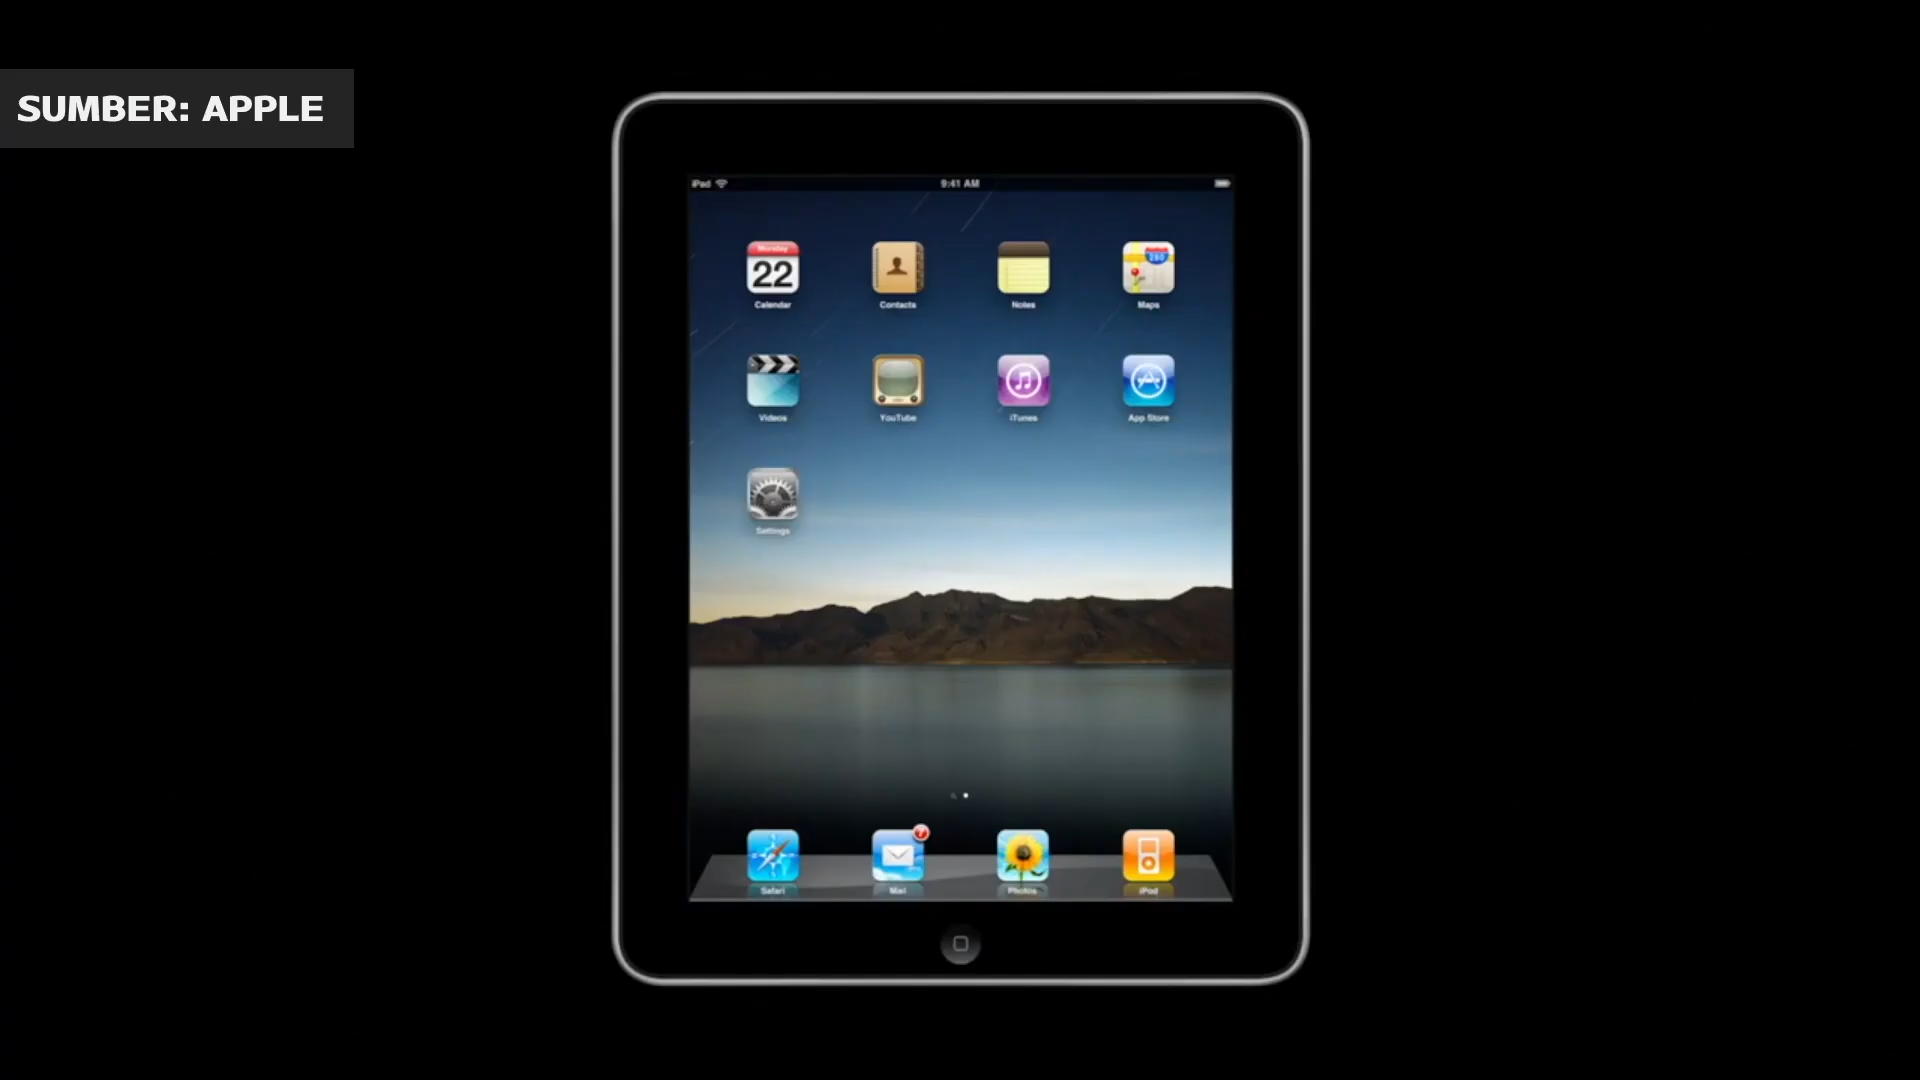 SUMBER: APPLE
iPad 9:41 AM
Monday
22
280
Calendar Contacts Notes Maps
Videos YouTube iTunes App Store
Settings
Safari Mail Photos iPod